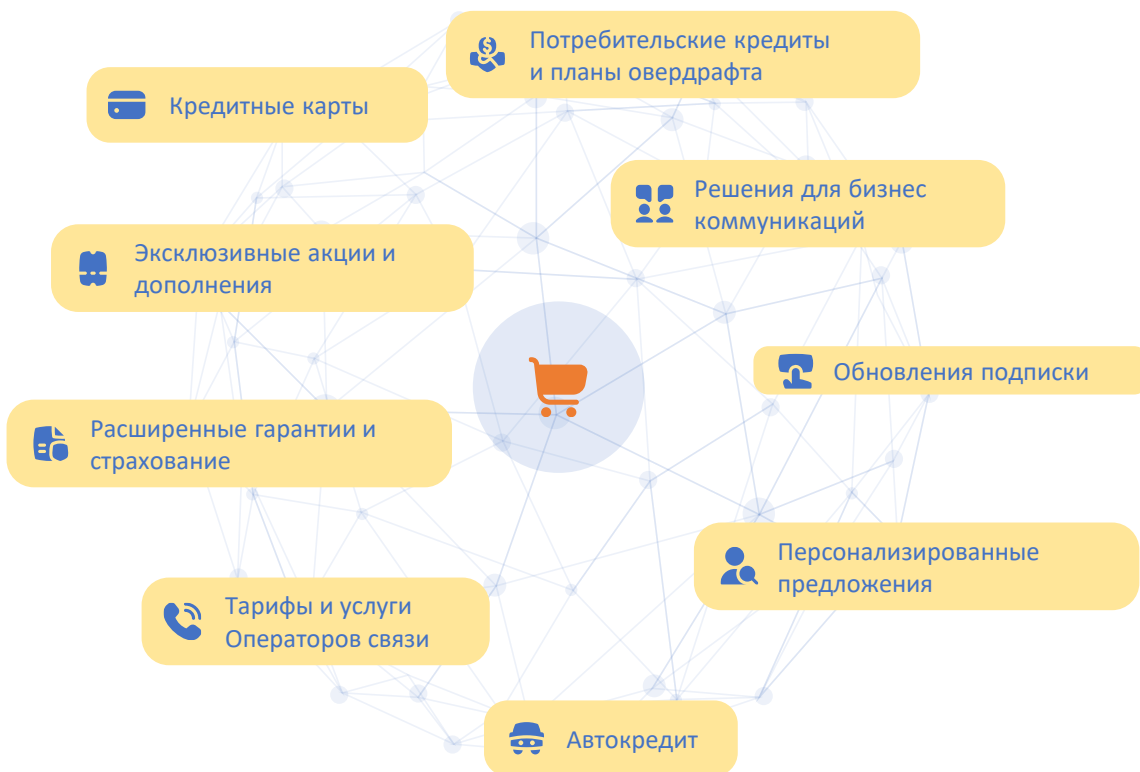 Потребительские кредиты
и планы овердрафта
Кредитные карты
Решения для бизнес
коммуникаций
Эксклюзивные акции и
дополнения
Обновления подписки
Расширенные гарантии и
страхование
Персонализированные
предложения
Тарифы и услуги
Операторов связи
Автокредит